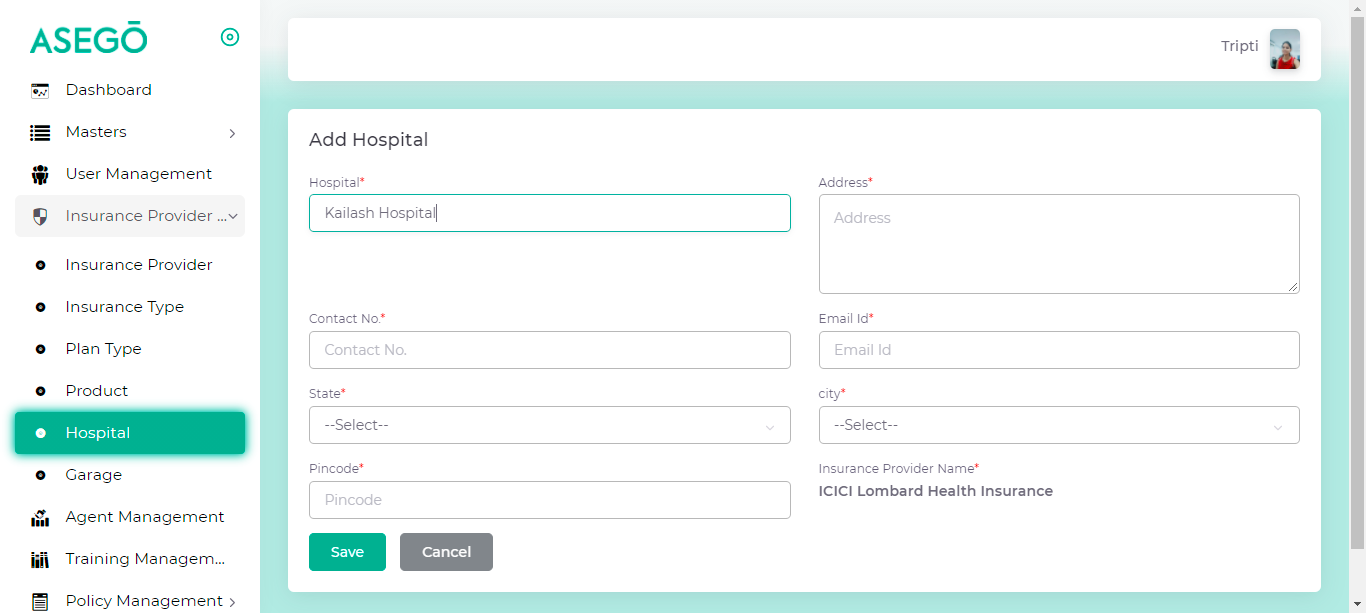 ASEGŌ
Dashboard
Masters
User Management
Insurance Provider ...
Insurance Provider
Insurance Type
Plan Type
Product
Hospital
Garage
Agent Management
Training Managem...
Policy Management
Tripti
Add Hospital
Hospital*
Kailash Hospital
Address*
Address
Contact No.*
Contact No.
Email Id*
Email Id
State*
--Select--
city*
--Select--
Pincode*
Pincode
Insurance Provider Name*
ICICI Lombard Health Insurance
Save
Cancel